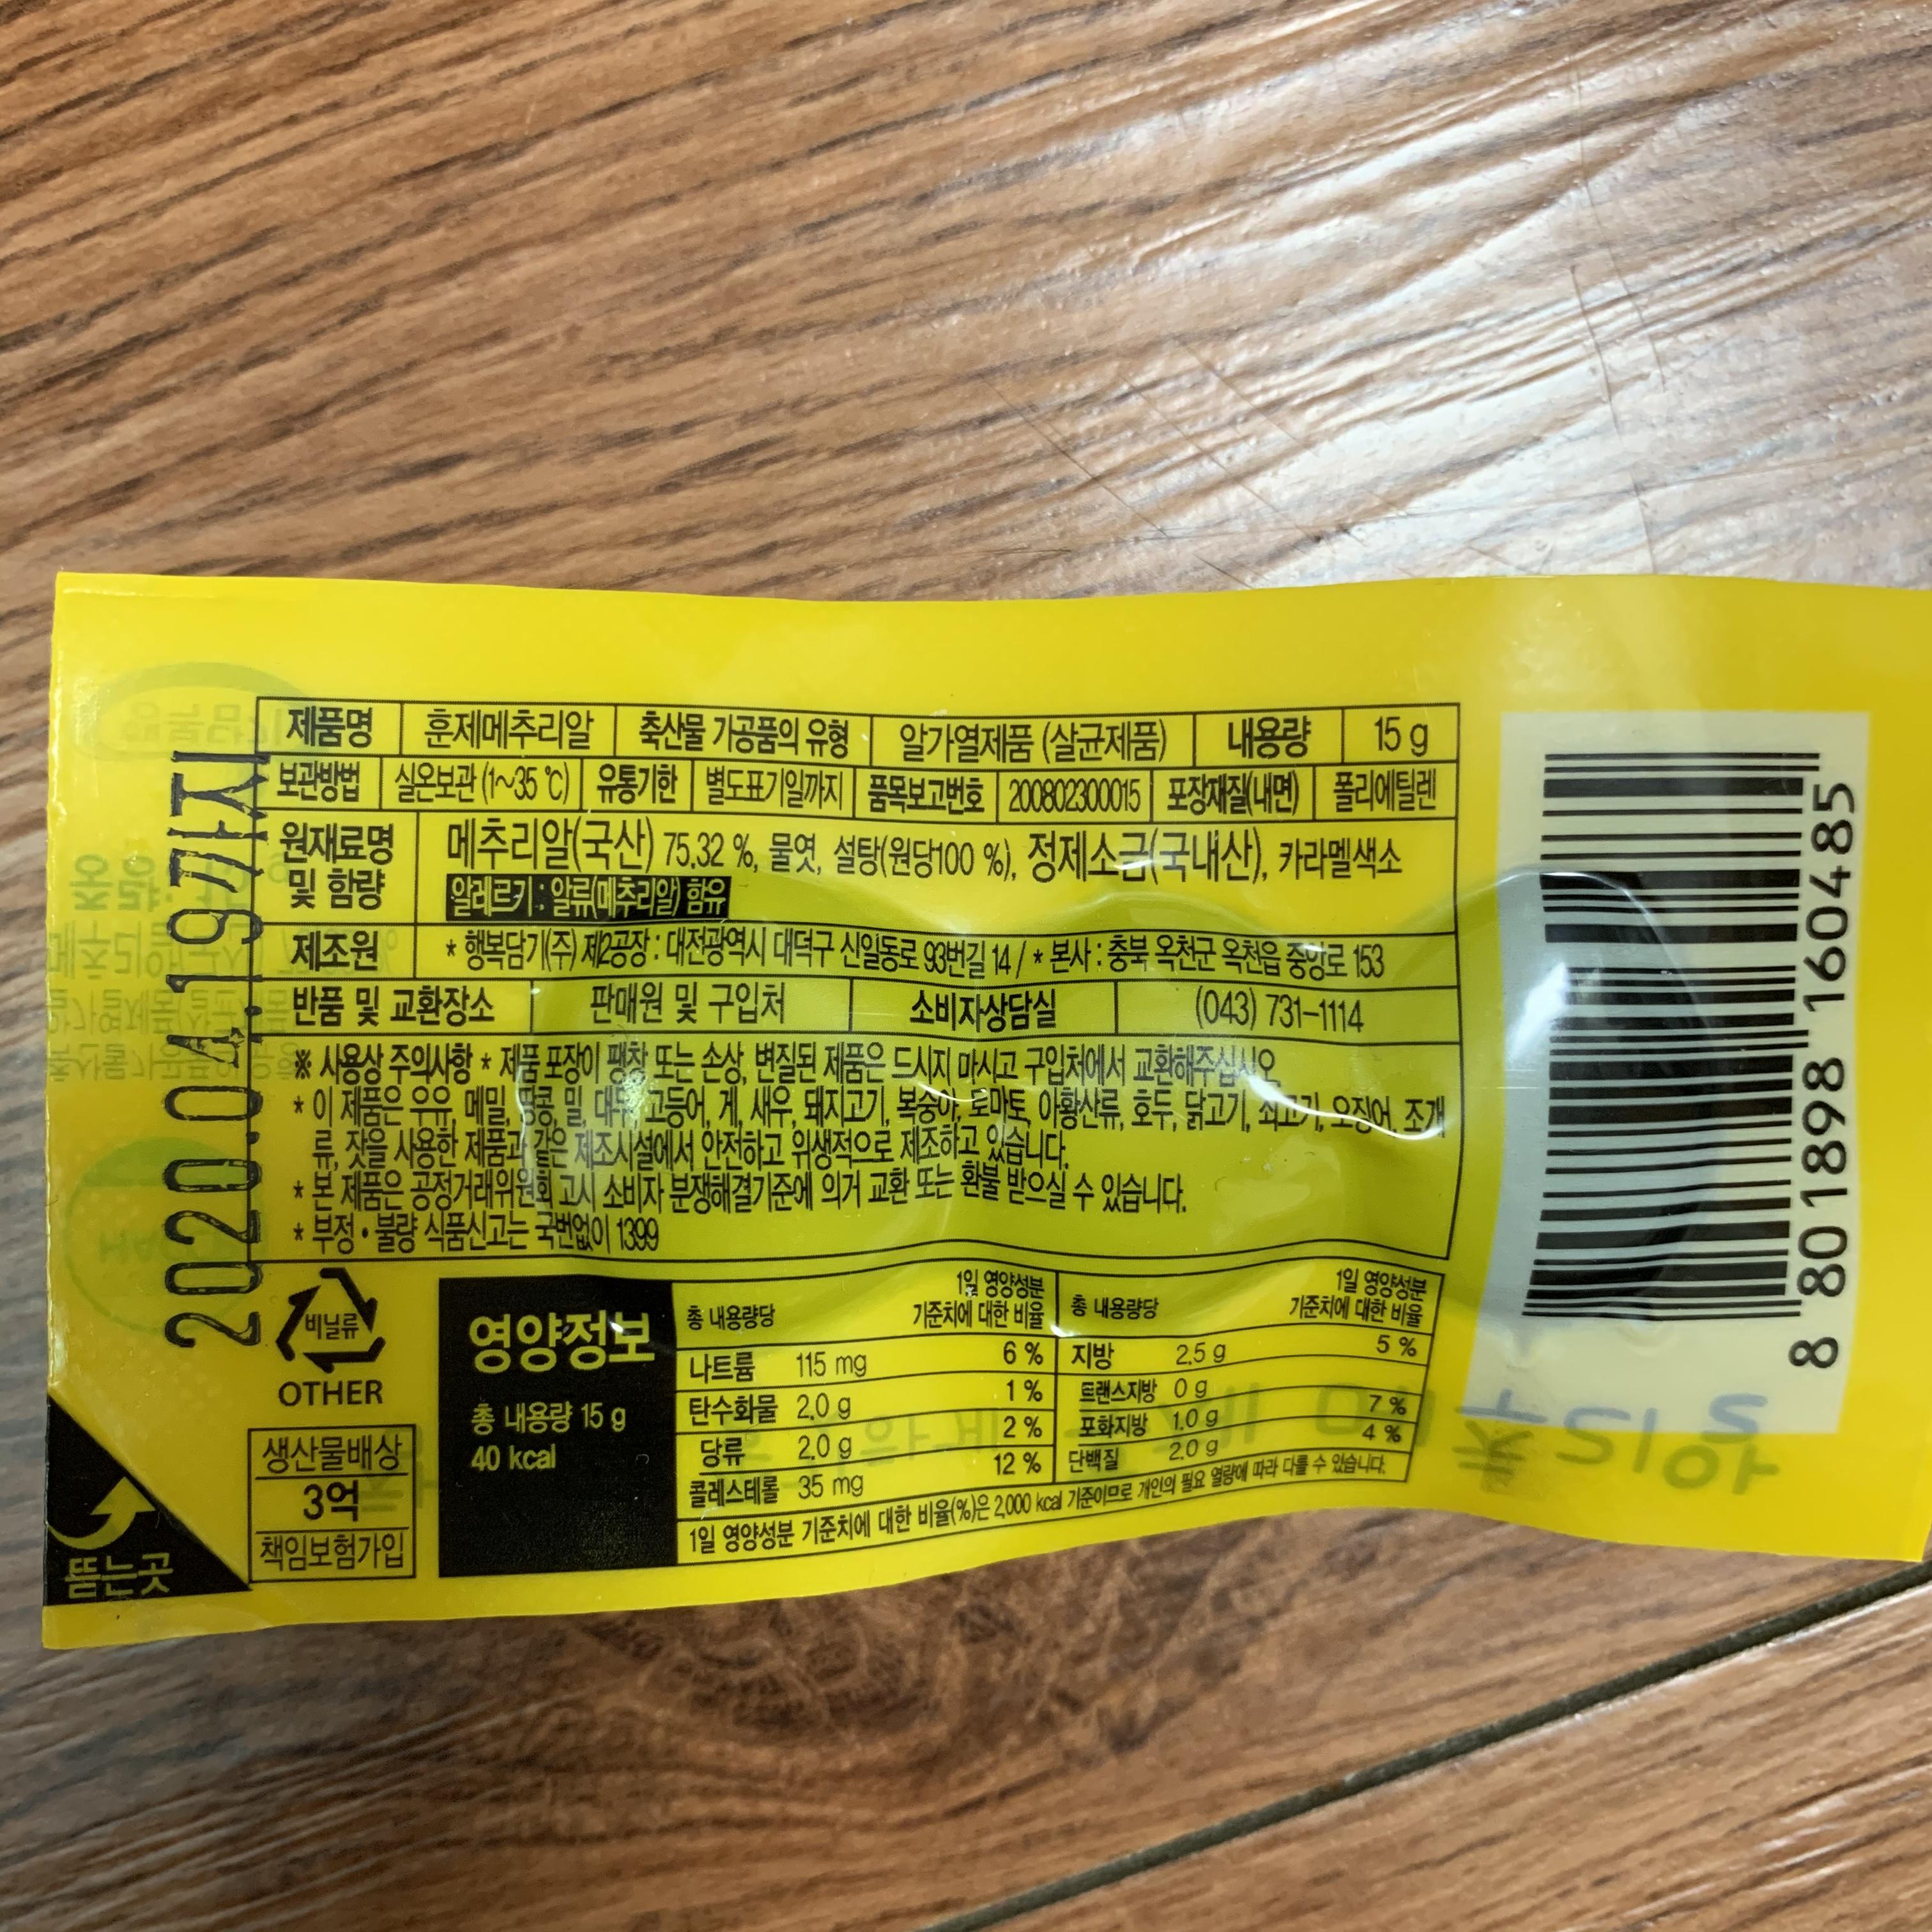 제품명 훈제메추리알 축산물 가공품의 유형 알가열제품 (살균제품) 내용량 15 g
보관방법 실온보관 (1~35 ℃) 유통기한 별도표기일까지 품목보고번호 200802300015 포장재질(내면) 폴리에틸렌
원재료명 및 함량 메추리알(국산) 75.32 %, 물엿, 설탕(원당100 %), 정제소금(국내산), 카라멜색소
알레르기 : 알류(메추리알) 함유
제조원 * 행복담기(주) 제2공장 : 대전광역시 대덕구 신일동로 93번길 14 / * 본사 : 충북 옥천군 옥천읍 중앙로 153
반품 및 교환장소 판매원 및 구입처 소비자상담실 (043) 731-1114
※ 사용상 주의사항 * 제품 포장이 팽창 또는 손상, 변질된 제품은 드시지 마시고 구입처에서 교환해주십시오.
* 이 제품은 우유, 메밀, 땅콩, 밀, 대두, 고등어, 게, 새우, 돼지고기, 복숭아, 토마토, 아황산류, 호두, 닭고기, 쇠고기, 오징어, 조개
류, 잣을 사용한 제품과 같은 제조시설에서 안전하고 위생적으로 제조하고 있습니다.
* 본 제품은 공정거래위원회 고시 소비자 분쟁해결기준에 의거 교환 또는 환불 받으실 수 있습니다.
* 부정 • 불량 식품신고는 국번없이 1399
2020.04.19까지
비닐류
OTHER
생산물배상
3억
책임보험가입
뜯는곳
영양정보
총 내용량 15 g
40 kcal
총 내용량당 1일 영양성분 기준치에 대한 비율 총 내용량당 1일 영양성분 기준치에 대한 비율
나트륨 115 mg 6 % 지방 2.5 g 5 %
탄수화물 2.0 g 1 % 트랜스지방 0 g
당류 2.0 g 2 % 포화지방 1.0 g 7 %
콜레스테롤 35 mg 12 % 단백질 2.0 g 4 %
1일 영양성분 기준치에 대한 비율(%)은 2,000 kcal 기준이므로 개인의 필요 열량에 따라 다를 수 있습니다.
8 801898 160485